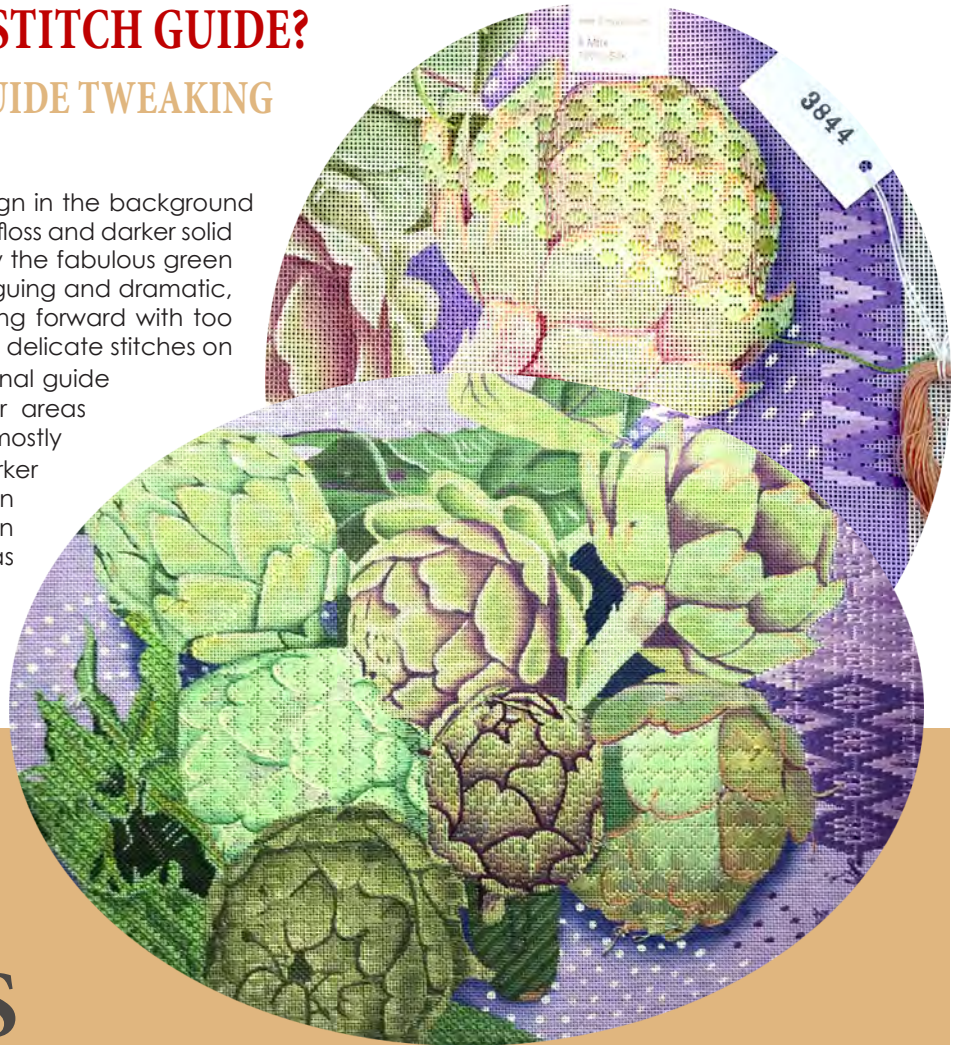 STITCH GUIDE?
UIDE TWEAKING
ign in the background
floss and darker solid
y the fabulous green
guing and dramatic,
ng forward with too
delicate stitches on
nal guide
r areas
mostly
rker
n
n
as
3844
S